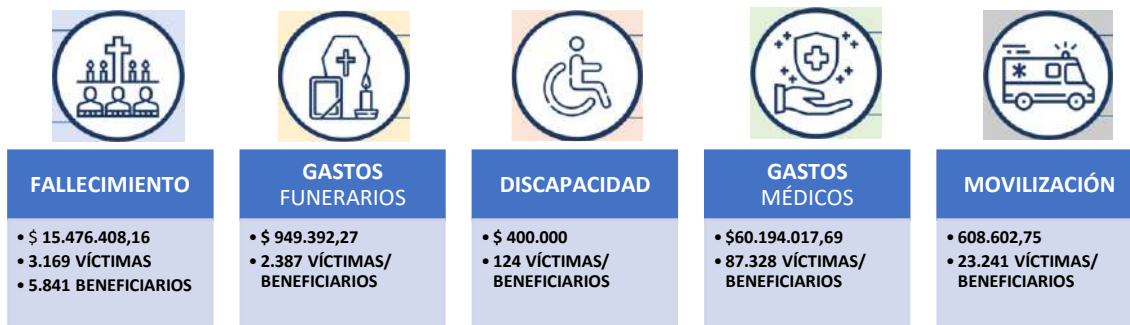 FALLECIMIENTO
• $ 15.476.408,16
• 3.169 VÍCTIMAS
• 5.841 BENEFICIARIOS
GASTOS
FUNERARIOS
• $ 949.392,27
• 2.387 VÍCTIMAS/
BENEFICIARIOS
DISCAPACIDAD
• $ 400.000
• 124 VÍCTIMAS/
BENEFICIARIOS
GASTOS
MÉDICOS
• $60.194.017,69
• 87.328 VÍCTIMAS/
BENEFICIARIOS
MOVILIZACIÓN
• 608.602,75
• 23.241 VÍCTIMAS/
BENEFICIARIOS